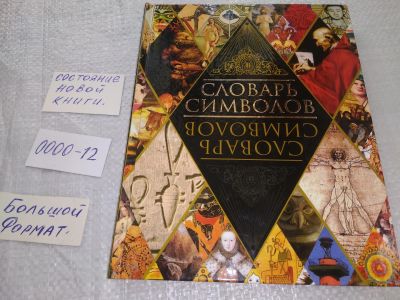 состояние
новой
книги.
0000-12
Большой
Формат.
СЛОВАРЬ
СИМВОЛОВ
СЛОВАРЬ
СИМВОЛОВ